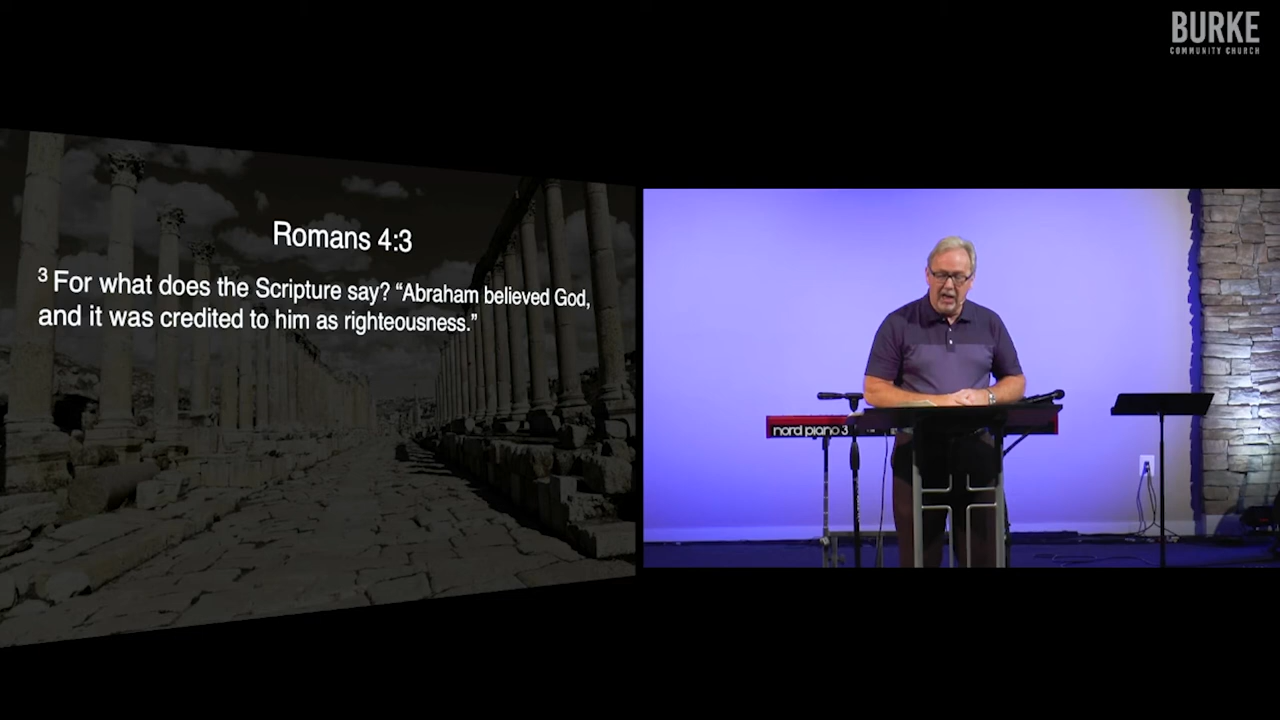 BURKE
COMMUNITY CHURCH
Romans 4:3
3 For what does the Scripture say? “Abraham believed God,
and it was credited to him as righteousness.”
nord piano 3